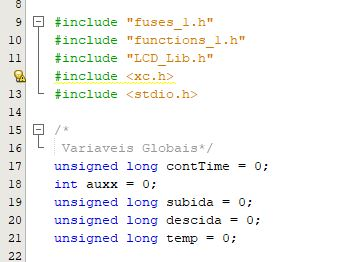 8
9 #include "fuses_1.h"
10 #include "functions_1.h"
11 #include "LCD_Lib.h"
#include <xc.h>
13 #include <stdio.h>
14
15 /*
16 Variaveis Globais*/
17 unsigned long contTime = 0;
18 int auxx = 0;
19 unsigned long subida = 0;
20 unsigned long descida = 0;
21 unsigned long temp = 0;
22